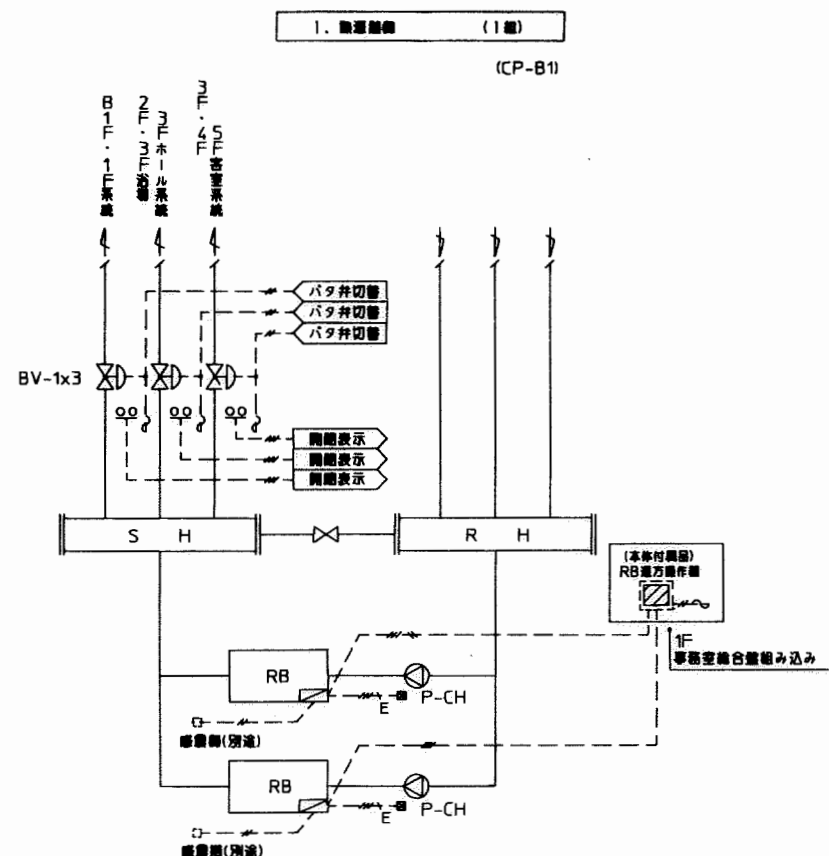 1. 熱源制御 (1組)
(CP-B1)
B1F・1F系統
2F・3F浴場
3Fホール系統
3F・4F
5F客室系統
バタ弁切替
バタ弁切替
バタ弁切替
BV-1x3
開閉表示
開閉表示
開閉表示
S H
R H
(本体付属品)
RB遠方操作器
1F
事務室総合盤組み込み
RB
P-CH
E
感震器(別途)
RB
P-CH
E
感震器(別途)